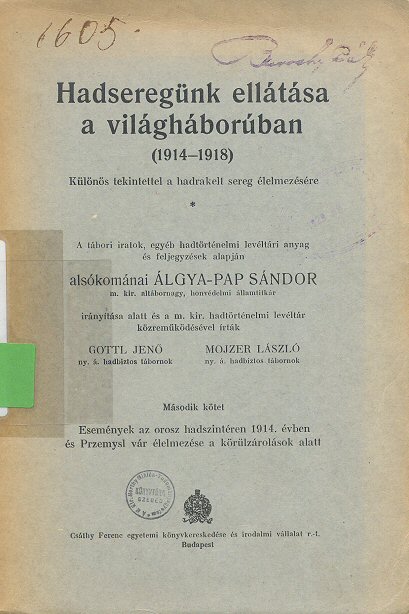 1605.
Hadseregünk ellátása
a világháborúban
(1914–1918)
Különös tekintettel a hadrakelt sereg élelmezésére
*
A tábori iratok, egyéb hadtörténelmi levéltári anyag
és feljegyzések alapján
alsókománai ÁLGYA-PAP SÁNDOR
m. kir. altábornagy, honvédelmi államtitkár
irányítása alatt és a m. kir. hadtörténelmi levéltár
közreműködésével írták
GOTTL JENŐ MOJZER LÁSZLÓ
ny. á. hadbiztos tábornok ny. á. hadbiztos tábornok
Második kötet
Események az orosz hadszintéren 1914. évben
és Przemysl vár élelmezése a körülzárolások alatt
KÖNYVTÁRA
SZEGED
Csáthy Ferenc egyetemi könyvkereskedése és irodalmi vállalat r.-t.
Budapest